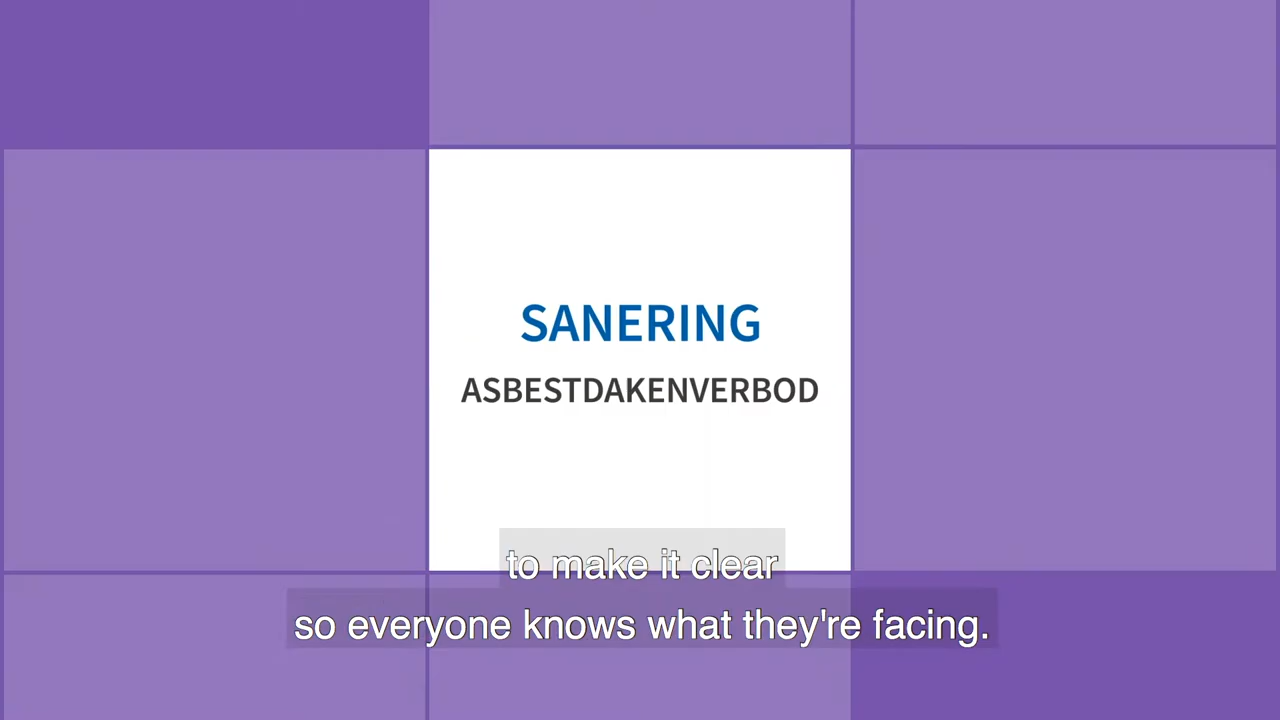 SANERING
ASBESTDAKENVERBOD
to make it clear
so everyone knows what they're facing.